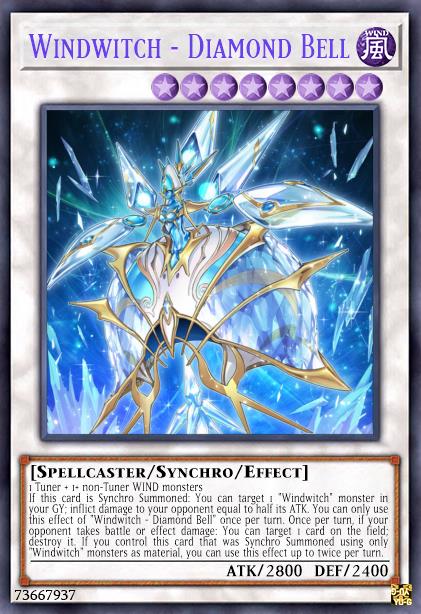 Windwitch - Diamond Bell
WIND
風
[Spellcaster/Synchro/Effect]
1 Tuner + 1+ non-Tuner WIND monsters
If this card is Synchro Summoned: You can target 1 "Windwitch" monster in
your GY; inflict damage to your opponent equal to half its ATK. You can only use
this effect of "Windwitch - Diamond Bell" once per turn. Once per turn, if your
opponent takes battle or effect damage: You can target 1 card on the field;
destroy it. If you control this card that was Synchro Summoned using only
"Windwitch" monsters as material, you can use this effect up to twice per turn.
ATK/2800 DEF/2400
73667937